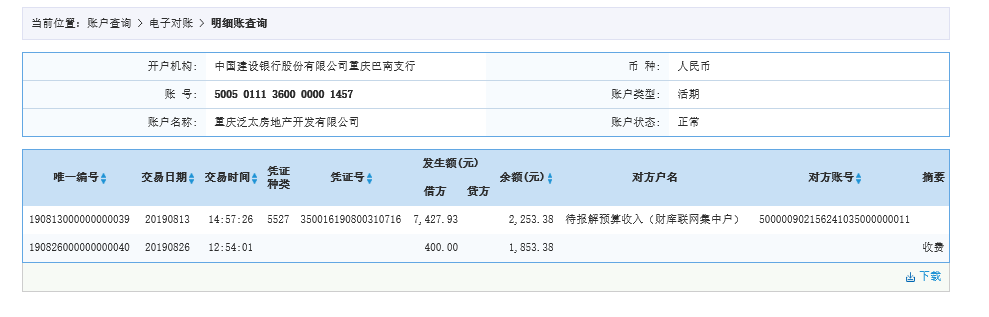 当前位置: 账户查询 > 电子对账 > 明细账查询
开户机构: 中国建设银行股份有限公司重庆巴南支行 币 种: 人民币
账 号: 5005 0111 3600 0000 1457 账户类型: 活期
账户名称: 重庆泛太房地产开发有限公司 账户状态: 正常
唯一编号 交易日期 交易时间 凭证种类 凭证号 发生额(元) 借方 贷方 余额(元) 对方户名 对方账号 摘要
190813000000000039 20190813 14:57:26 5527 350016190800310716 7,427.93 2,253.38 待报解预算收入（财库联网集中户） 500000902156241035000000011
190826000000000040 20190826 12:54:01 400.00 1,853.38 收费
下载